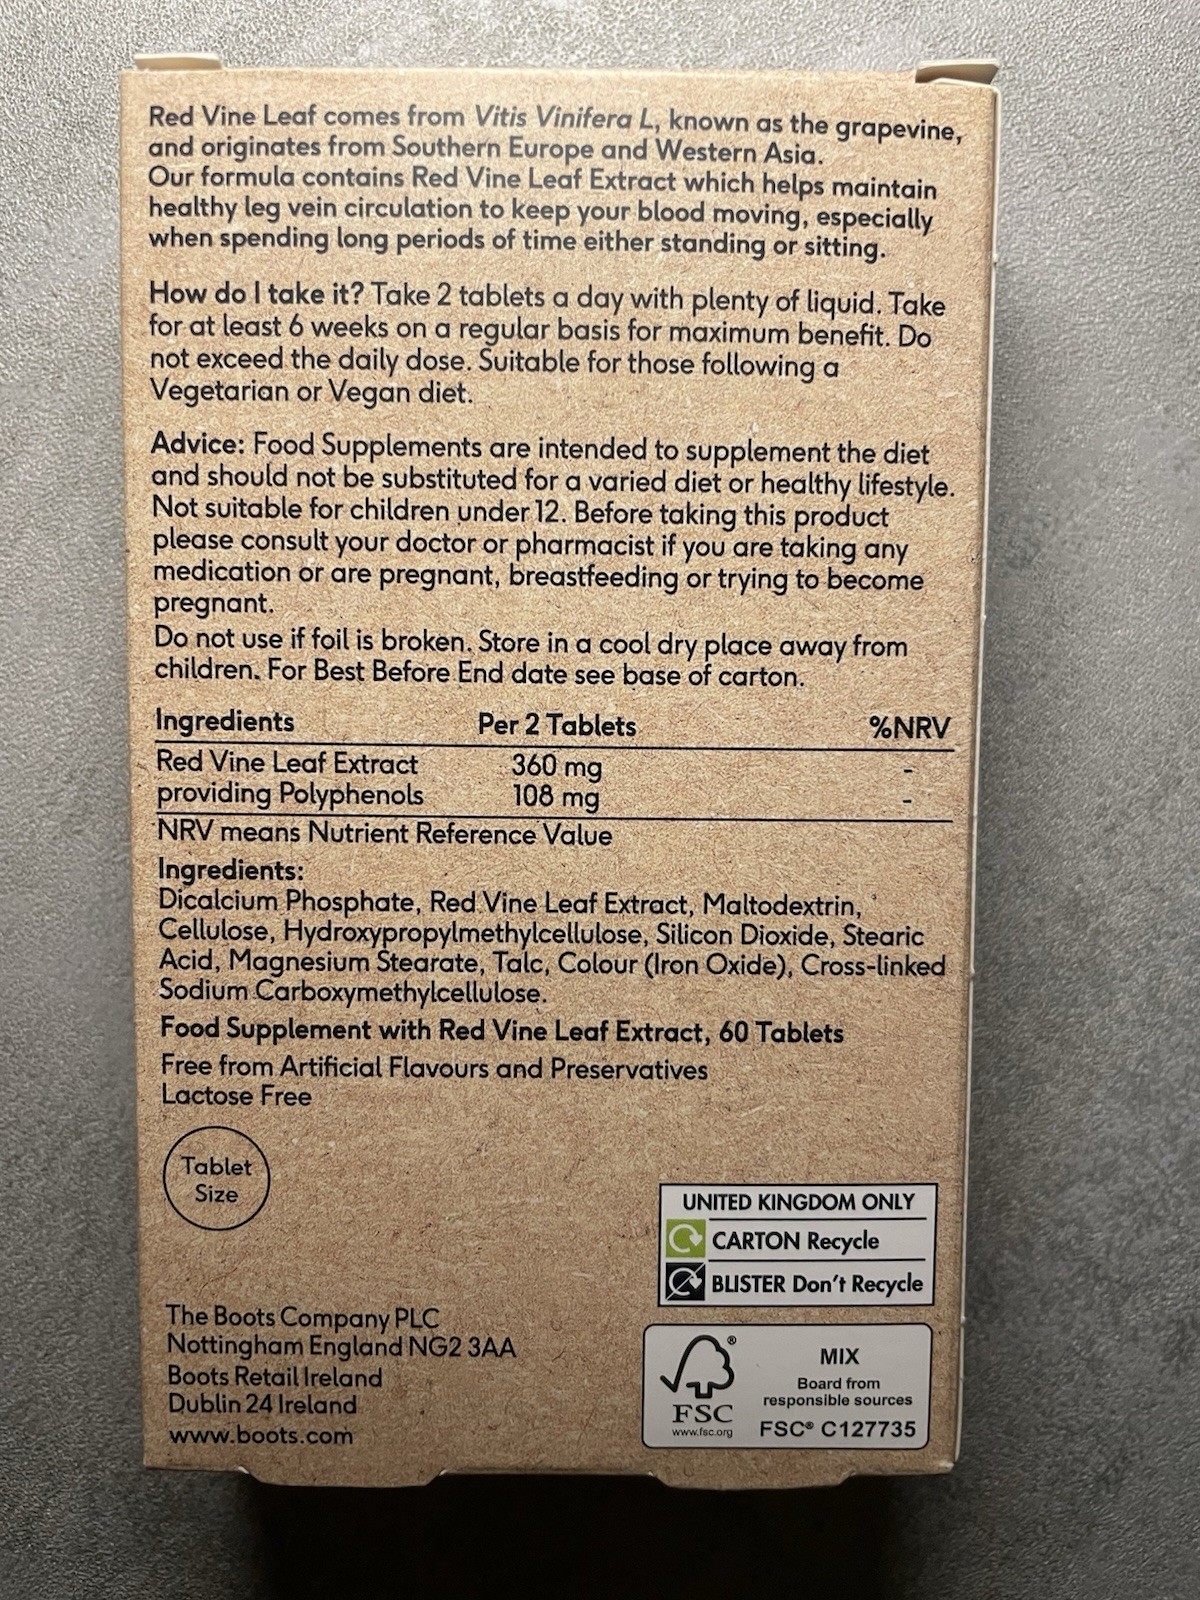 Red Vine Leaf comes from Vitis Vinifera L, known as the grapevine,
and originates from Southern Europe and Western Asia.
Our formula contains Red Vine Leaf Extract which helps maintain
healthy leg vein circulation to keep your blood moving, especially
when spending long periods of time either standing or sitting.
How do I take it? Take 2 tablets a day with plenty of liquid. Take
for at least 6 weeks on a regular basis for maximum benefit. Do
not exceed the daily dose. Suitable for those following a
Vegetarian or Vegan diet.
Advice: Food Supplements are intended to supplement the diet
and should not be substituted for a varied diet or healthy lifestyle.
Not suitable for children under 12. Before taking this product
please consult your doctor or pharmacist if you are taking any
medication or are pregnant, breastfeeding or trying to become
pregnant.
Do not use if foil is broken. Store in a cool dry place away from
children. For Best Before End date see base of carton.
Ingredients Per 2 Tablets %NRV
Red Vine Leaf Extract 360 mg -
providing Polyphenols 108 mg -
NRV means Nutrient Reference Value
Ingredients:
Dicalcium Phosphate, Red Vine Leaf Extract, Maltodextrin,
Cellulose, Hydroxypropylmethylcellulose, Silicon Dioxide, Stearic
Acid, Magnesium Stearate, Talc, Colour (Iron Oxide), Cross-linked
Sodium Carboxymethylcellulose.
Food Supplement with Red Vine Leaf Extract, 60 Tablets
Free from Artificial Flavours and Preservatives
Lactose Free
Tablet
Size
UNITED KINGDOM ONLY
CARTON Recycle
BLISTER Don't Recycle
The Boots Company PLC
Nottingham England NG2 3AA
Boots Retail Ireland
Dublin 24 Ireland
www.boots.com
®
FSC
www.fsc.org
MIX
Board from
responsible sources
FSC® C127735